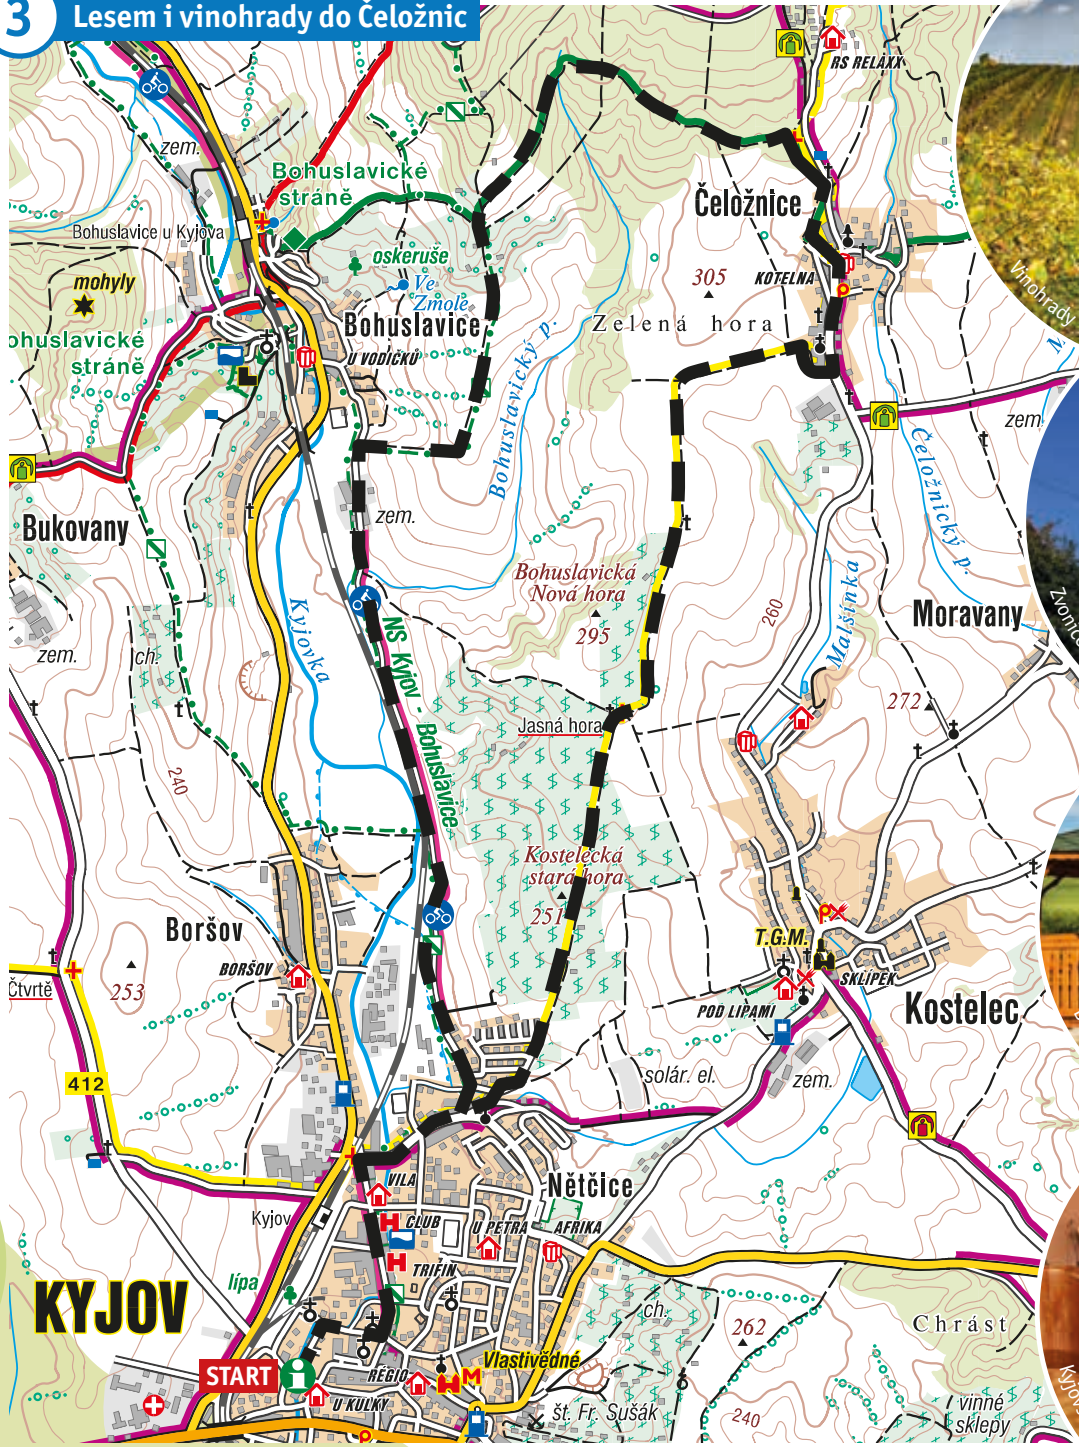 3
Lesem i vinohrady do Čeložnic
RS RELAXX
zem.
Bohuslavické
stráně
Čeložnice
Bohuslavice u Kyjova
oskeruše
mohyly
Ve
Zmole
305
KOTELNA
Vinohrady
Zelená hora
Bohuslavice
U VODIČKŮ
ohuslavické
stráně
Bohuslavický p.
zem.
Čeložnický p.
Bukovany
zem.
Bohuslavická
Nová hora
295
260
Malšínka
Moravany
Kyjovka
NS Kyjov - Bohuslavice
zem.
ch.
272
Jasná hora
240
Kostelecká
stará hora
251
Boršov
BORŠOV
T.G.M.
SKLÍPEK
Čtvrtě
253
POD LIPAMI
Kostelec
412
solár. el.
zem.
VILA
Nětčice
Kyjov
CLUB
U PETRA
AFRIKA
TRIFIN
lípa
KYJOV
ch.
262
Chrást
START
RÉGIO
Vlastivědné
M
U KULKY
št. Fr. Sušák
240
vinné
sklepy